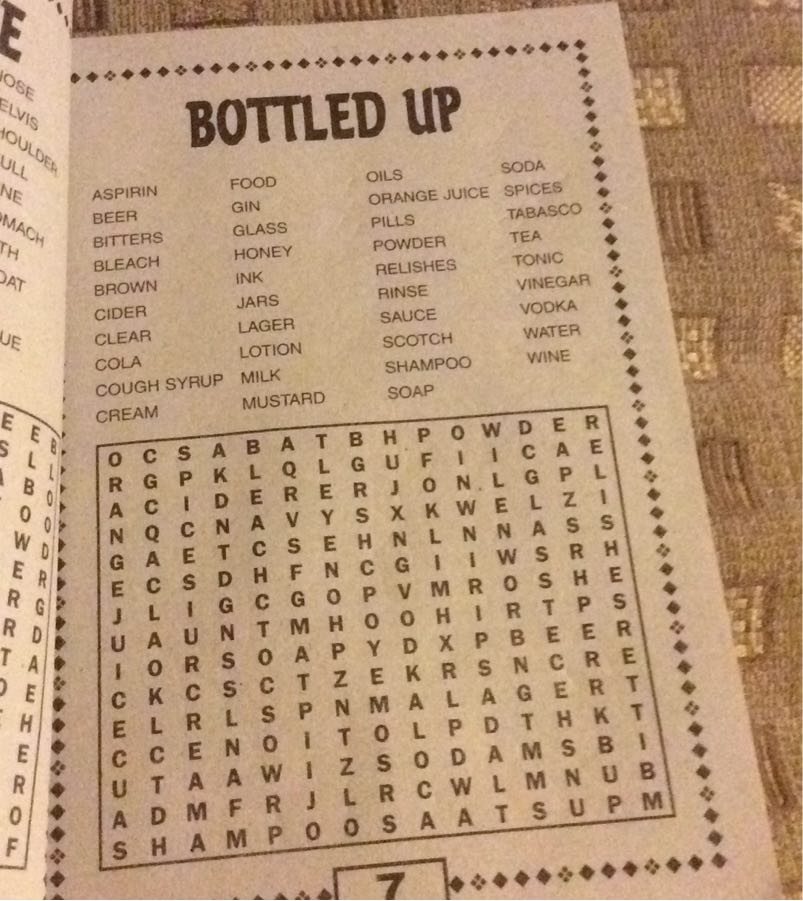 E
OSE
ELVIS
HOULDER
ULL
NE
OMACH
TH
OAT
UE
BOTTLED UP
ASPIRIN FOOD OILS SODA
BEER GIN ORANGE JUICE SPICES
BITTERS GLASS PILLS TABASCO
BLEACH HONEY POWDER TEA
BROWN INK RELISHES TONIC
CIDER JARS RINSE VINEGAR
CLEAR LAGER SAUCE VODKA
COLA LOTION SCOTCH WATER
COUGH SYRUP MILK SHAMPOO WINE
CREAM MUSTARD SOAP
O C S A B A T B H P O W D E R
R G P K L Q L G U F I I C A E
A C I D E R E R J O N L G P L
N Q C N A V Y S X K W E L Z I
G A E T C S E H N L N N A S S
E C S D H F N C G I I W S R H
J L I G C G O P V M R O S H E
U A U N T M H O O H I R T P S
I O R S O A P Y D X P B E E R
C K C S C T Z E K R S N C R E
E L R L S P N M A L A G E R T
C C E N O I T O L P D T H K T
U T A A W I Z S O D A M S B I
A D M F R J L R C W L M N U B
S H A M P O O S A A T S U P M
7